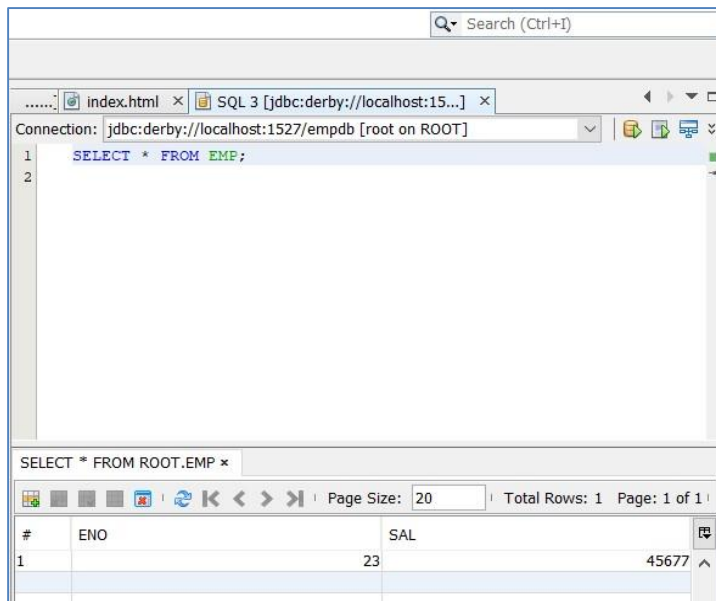 Search (Ctrl+I)
......] index.html × SQL 3 [jdbc:derby://localhost:15...] ×
Connection: jdbc:derby://localhost:1527/empdb [root on ROOT]
1 SELECT * FROM EMP;
2
SELECT * FROM ROOT.EMP ×
Page Size: 20 Total Rows: 1 Page: 1 of 1
# ENO SAL
1 23 45677